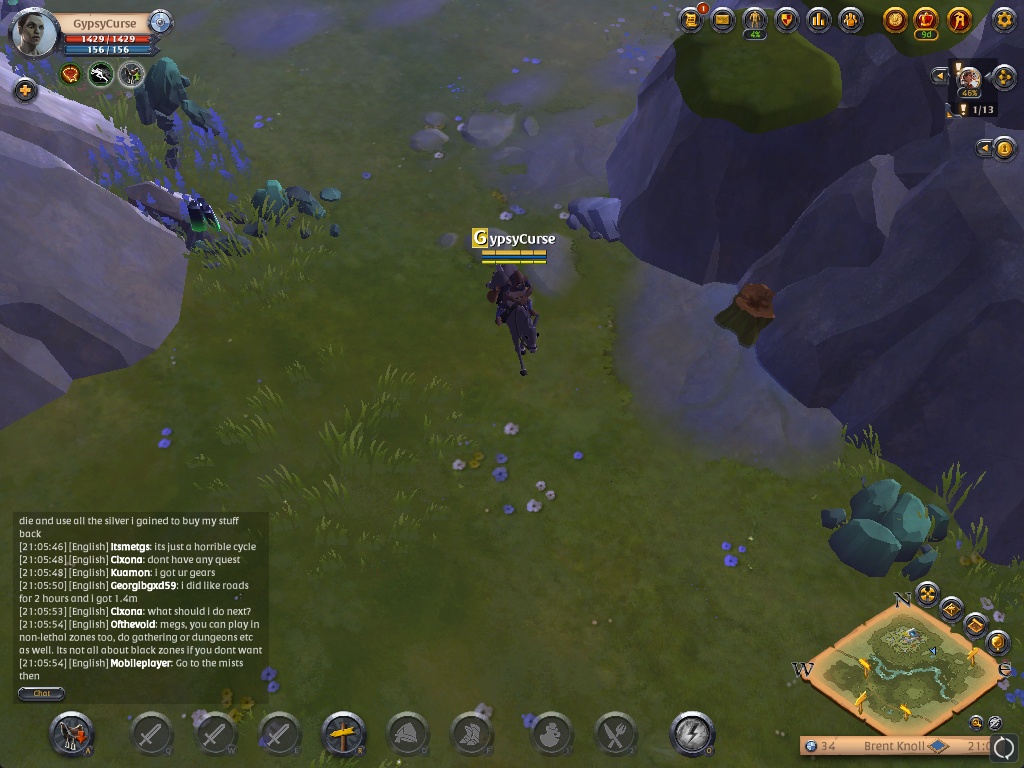 GypsyCurse
1429 / 1429
156 / 156
1
4%
9d
46%
1/13
GypsyCurse
die and use all the silver i gained to buy my stuff
back
[21:05:46] [English] Itsmetgs: its just a horrible cycle
[21:05:48] [English] Cixona: dont have any quest
[21:05:48] [English] Kuamon: i got ur gears
[21:05:50] [English] Georgibgxd59: i did like roads
for 2 hours and i got 1.4m
[21:05:53] [English] Cixona: what should i do next?
[21:05:54] [English] Ofthevoid: megs, you can play in
non-lethal zones too, do gathering or dungeons etc
as well. Its not all about black zones if you dont want
[21:05:54] [English] Mobileplayer: Go to the mists
then
Chat
N
W
E
A
Q
W
E
R
D
F
34
Brent Knoll